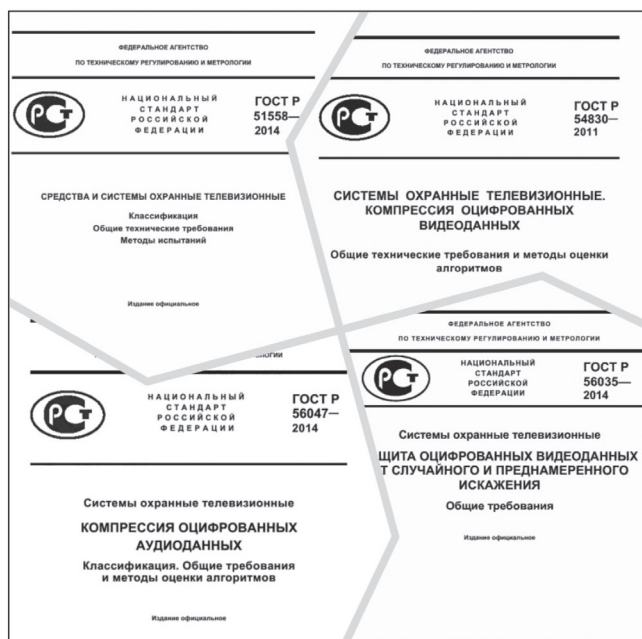 ФЕДЕРАЛЬНОЕ АГЕНТСТВО
ПО ТЕХНИЧЕСКОМУ РЕГУЛИРОВАНИЮ И МЕТРОЛОГИИ
РСТ
НАЦИОНАЛЬНЫЙ
СТАНДАРТ
РОССИЙСКОЙ
ФЕДЕРАЦИИ
ГОСТ Р
51558—
2014
СРЕДСТВА И СИСТЕМЫ ОХРАННЫЕ ТЕЛЕВИЗИОННЫЕ
Классификация
Общие технические требования
Методы испытаний
Издание официальное
ФЕДЕРАЛЬНОЕ АГЕНТСТВО
ПО ТЕХНИЧЕСКОМУ РЕГУЛИРОВАНИЮ И МЕТРОЛОГИИ
РСТ
НАЦИОНАЛЬНЫЙ
СТАНДАРТ
РОССИЙСКОЙ
ФЕДЕРАЦИИ
ГОСТ Р
54830—
2011
СИСТЕМЫ ОХРАННЫЕ ТЕЛЕВИЗИОННЫЕ.
КОМПРЕССИЯ ОЦИФРОВАННЫХ
ВИДЕОДАННЫХ
Общие технические требования и методы оценки
алгоритмов
РСТ
НАЦИОНАЛЬНЫЙ
СТАНДАРТ
РОССИЙСКОЙ
ФЕДЕРАЦИИ
ГОСТ Р
56047—
2014
Системы охранные телевизионные
КОМПРЕССИЯ ОЦИФРОВАННЫХ
АУДИОДАННЫХ
Классификация. Общие требования
и методы оценки алгоритмов
Издание официальное
ФЕДЕРАЛЬНОЕ АГЕНТСТВО
ПО ТЕХНИЧЕСКОМУ РЕГУЛИРОВАНИЮ И МЕТРОЛОГИИ
РСТ
НАЦИОНАЛЬНЫЙ
СТАНДАРТ
РОССИЙСКОЙ
ФЕДЕРАЦИИ
ГОСТ Р
56035—
2014
Системы охранные телевизионные
ЩИТА ОЦИФРОВАННЫХ ВИДЕОДАННЫХ
Т СЛУЧАЙНОГО И ПРЕДНАМЕРЕННОГО
ИСКАЖЕНИЯ
Общие требования
Издание официальное